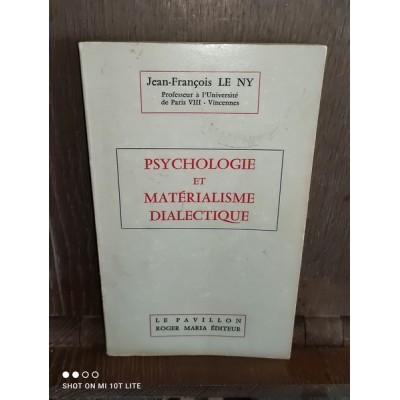 Jean-François LE NY
Professeur à l'Université
de Paris VIII - Vincennes
PSYCHOLOGIE
ET
MATÉRIALISME
DIALECTIQUE
LE PAVILLON
ROGER MARIA ÉDITEUR
SHOT ON MI 10T LITE